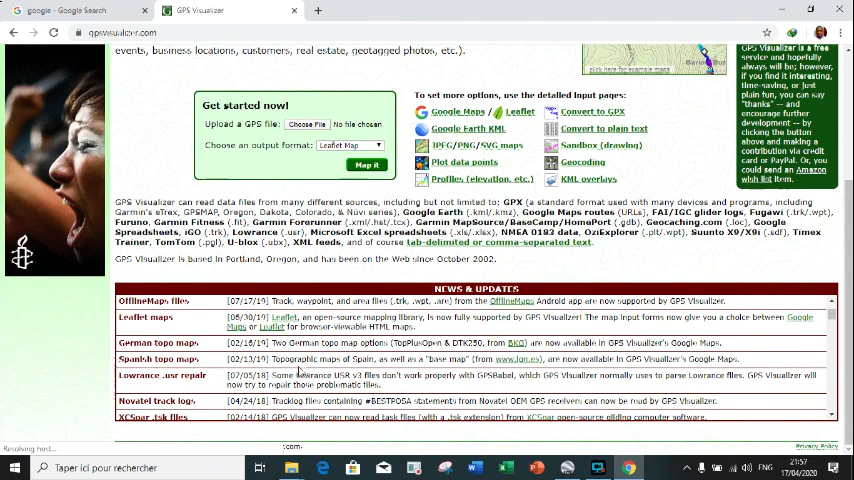 google - Google Search
GPS Visualizer
gpsvisualizer.com
events, business locations, customers, real estate, geotagged photos, etc.).
click here for example maps
GPS Visualizer is a free
service and hopefully
always will be; however,
if you find it interesting,
time-saving, or just
plain fun, you can say
"thanks" -- and
encourage further
development -- by
clicking the button
above and making a
contribution via credit
card or PayPal. Or, you
could send an Amazon
wish list item.
Get started now!
Upload a GPS file: Choose File No file chosen
Choose an output format: Leaflet Map
Map it
To set more options, use the detailed input pages:
Google Maps / Leaflet
Google Earth KML
JPEG/PNG/SVG maps
Plot data points
Profiles (elevation, etc.)
Convert to GPX
Convert to plain text
Sandbox (drawing)
Geocoding
KML overlays
GPS Visualizer can read data files from many different sources, including but not limited to: GPX (a standard format used with many devices and programs, including
Garmin's eTrex, GPSMAP, Oregon, Dakota, Colorado, & Nüvi series), Google Earth (.kml/.kmz), Google Maps routes (URLs), FAI/IGC glider logs, Fugawi (.trk/.wpt),
Furuno, Garmin Fitness (.fit), Garmin Forerunner (.xml/.hst/.tcx), Garmin MapSource/BaseCamp/HomePort (.gdb), Geocaching.com (.loc), Google
Spreadsheets, iGO (.trk), Lowrance (.usr), Microsoft Excel spreadsheets (.xls/.xlsx), NMEA 0183 data, OziExplorer (.plt/.wpt), Suunto X9/X9i (.sdf), Timex
Trainer, TomTom (.pgl), U-blox (.ubx), XML feeds, and of course tab-delimited or comma-separated text.
GPS Visualizer is based in Portland, Oregon, and has been on the Web since October 2002.
NEWS & UPDATES
OfflineMaps files [07/17/19] Track, waypoint, and area files (.trk, .wpt, .are) from the OfflineMaps Android app are now supported by GPS Visualizer.
Leaflet maps [06/30/19] Leaflet, an open-source mapping library, is now fully supported by GPS Visualizer! The map input forms now give you a choice between Google
Maps or Leaflet for browser-viewable HTML maps.
German topo maps [02/16/19] Two German topo map options (TopPlusOpen & DTK250, from BKG) are now available in GPS Visualizer's Google Maps.
Spanish topo maps [02/13/19] Topographic maps of Spain, as well as a "base map" (from www.ign.es), are now available in GPS Visualizer's Google Maps.
Lowrance .usr repair [07/05/18] Some Lowrance USR v3 files don't work properly with GPSBabel, which GPS Visualizer normally uses to parse Lowrance files. GPS Visualizer will
now try to repair those problematic files.
Novatel track logs [04/24/18] Tracklog files containing #BESTPOSA statements from Novatel OEM GPS receivers can now be read by GPS Visualizer.
XCSoar .tsk files [02/14/18] GPS Visualizer can now read task files (with a .tsk extension) from XCSoar open-source gliding computer software.
Resolving host...
.com-
Privacy Policy
Taper ici pour rechercher
ENG
21:57
17/04/2020